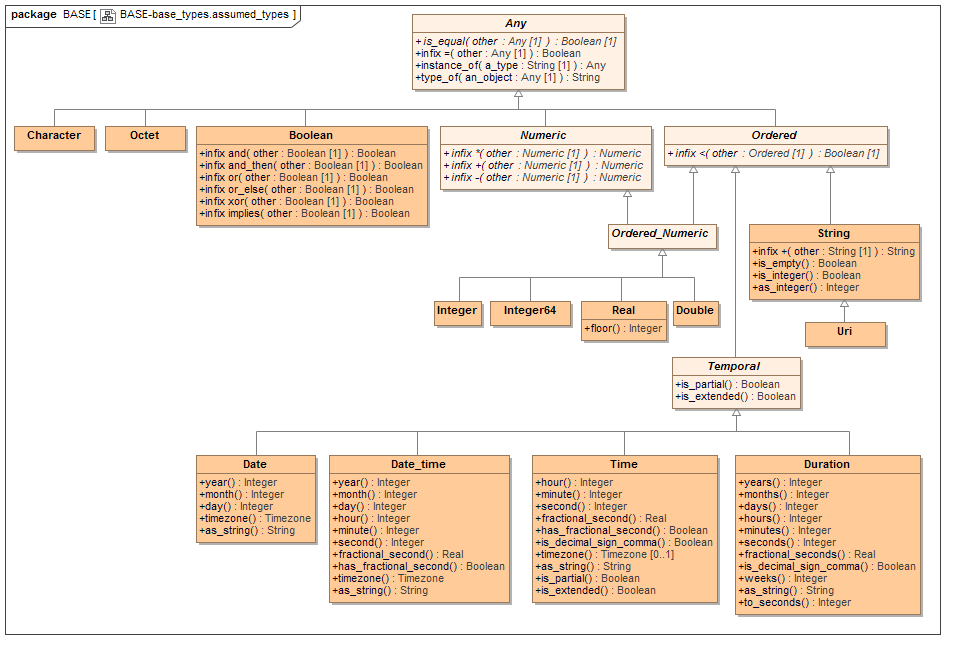 package BASE [ BASE-base_types.assumed_types ]
Any
+is_equal( other : Any [1] ) : Boolean [1]
+infix =( other : Any [1] ) : Boolean
+instance_of( a_type : String [1] ) : Any
+type_of( an_object : Any [1] ) : String
Character
Octet
Boolean
+infix and( other : Boolean [1] ) : Boolean
+infix and_then( other : Boolean [1] ) : Boolean
+infix or( other : Boolean [1] ) : Boolean
+infix or_else( other : Boolean [1] ) : Boolean
+infix xor( other : Boolean [1] ) : Boolean
+infix implies( other : Boolean [1] ) : Boolean
Numeric
+infix *( other : Numeric [1] ) : Numeric
+infix +( other : Numeric [1] ) : Numeric
+infix -( other : Numeric [1] ) : Numeric
Ordered
+infix <( other : Ordered [1] ) : Boolean [1]
Ordered_Numeric
String
+infix +( other : String [1] ) : String
+is_empty() : Boolean
+is_integer() : Boolean
+as_integer() : Integer
Integer
Integer64
Real
+floor() : Integer
Double
Uri
Temporal
+is_partial() : Boolean
+is_extended() : Boolean
Date
+year() : Integer
+month() : Integer
+day() : Integer
+timezone() : Timezone
+as_string() : String
Date_time
+year() : Integer
+month() : Integer
+day() : Integer
+hour() : Integer
+minute() : Integer
+second() : Integer
+fractional_second() : Real
+has_fractional_second() : Boolean
+timezone() : Timezone
+as_string() : String
Time
+hour() : Integer
+minute() : Integer
+second() : Integer
+fractional_second() : Real
+has_fractional_second() : Boolean
+is_decimal_sign_comma() : Boolean
+timezone() : Timezone [0..1]
+as_string() : String
+is_partial() : Boolean
+is_extended() : Boolean
Duration
+years() : Integer
+months() : Integer
+days() : Integer
+hours() : Integer
+minutes() : Integer
+seconds() : Integer
+fractional_seconds() : Real
+is_decimal_sign_comma() : Boolean
+weeks() : Integer
+as_string() : String
+to_seconds() : Integer